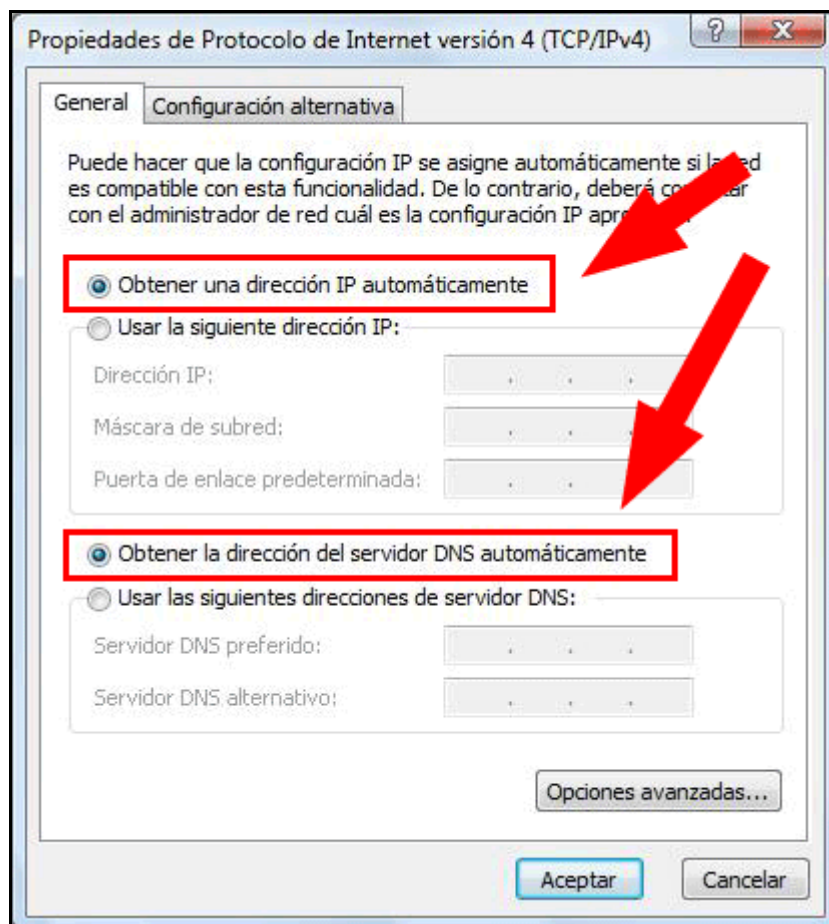 Propiedades de Protocolo de Internet versión 4 (TCP/IPv4)
General
Configuración alternativa
Puede hacer que la configuración IP se asigne automáticamente si la red
es compatible con esta funcionalidad. De lo contrario, deberá
con el administrador de red cuál es la configuración IP
Obtener una dirección IP automáticamente
Usar la siguiente dirección IP:
Dirección IP:
Máscara de subred:
Puerta de enlace predeterminada:
Obtener la dirección del servidor DNS automáticamente
Usar las siguientes direcciones de servidor DNS:
Servidor DNS preferido:
Servidor DNS alternativo:
Opciones avanzadas...
Aceptar
Cancelar